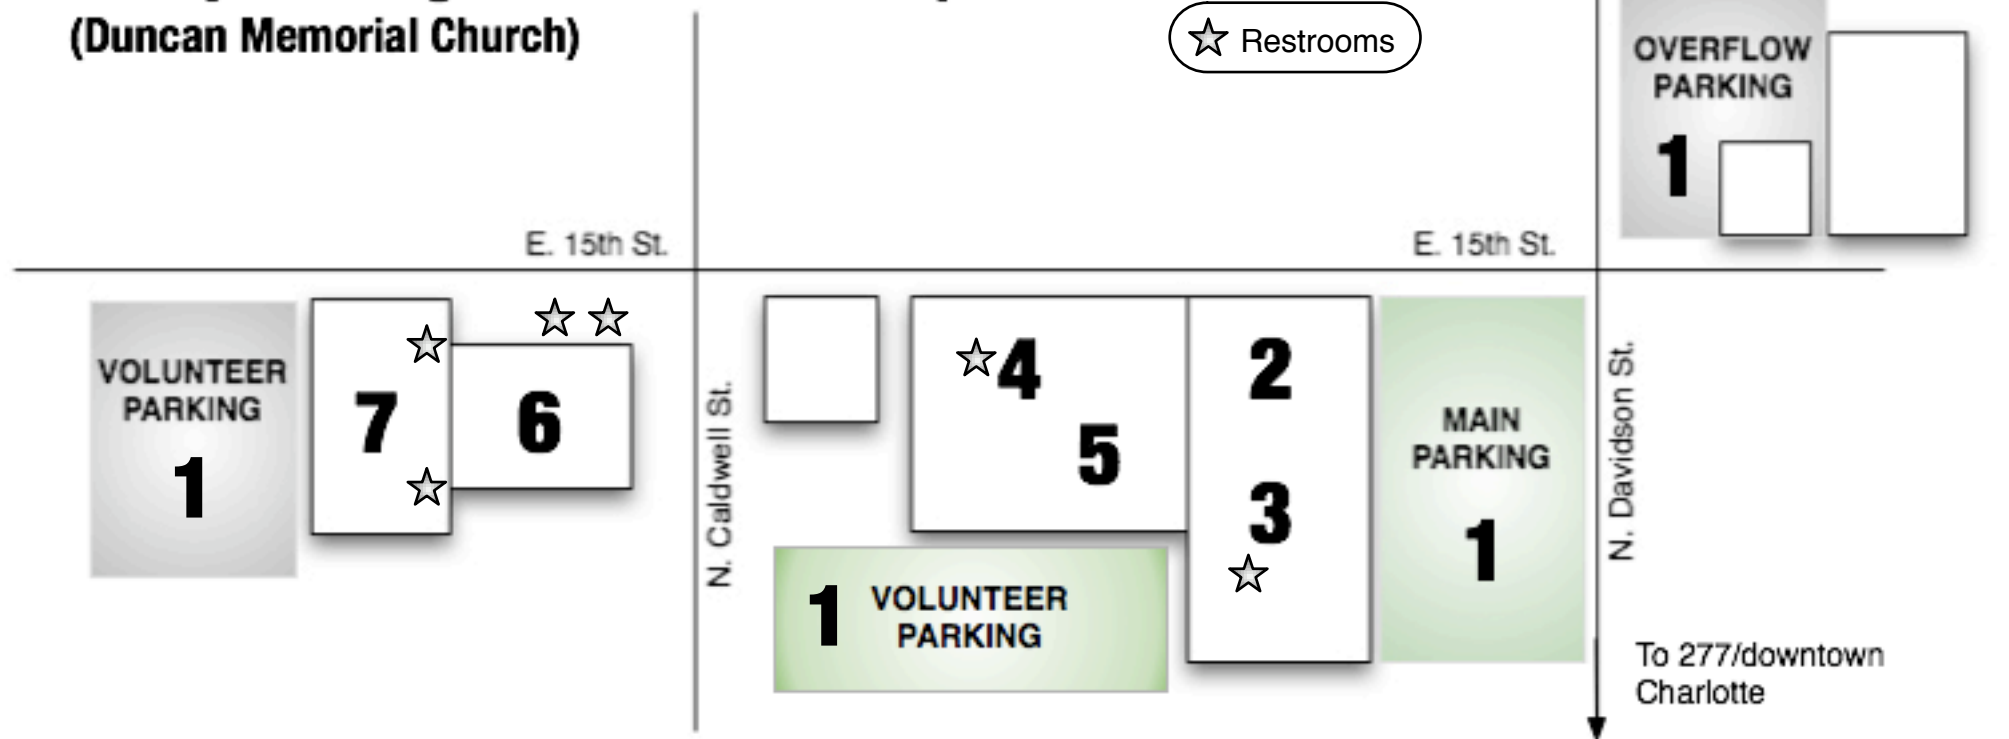 (Duncan Memorial Church)
Restrooms
OVERFLOW
PARKING
1
E. 15th St.
E. 15th St.
VOLUNTEER
PARKING
1
7
6
N. Caldwell St.
4
5
2
3
MAIN
PARKING
1
N. Davidson St.
1
VOLUNTEER
PARKING
To 277/downtown
Charlotte